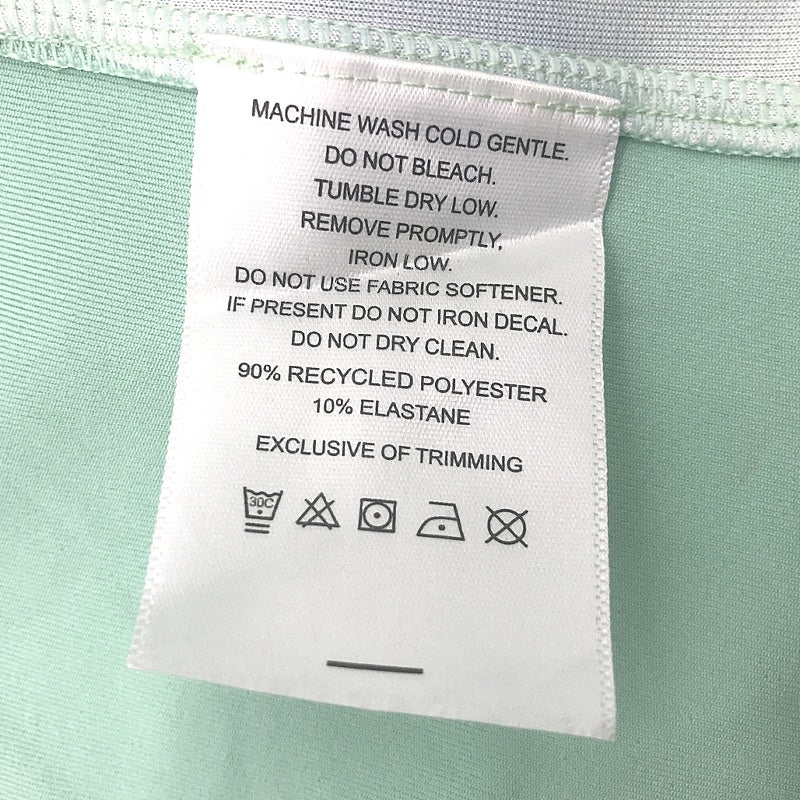 MACHINE WASH COLD GENTLE.
DO NOT BLEACH.
TUMBLE DRY LOW.
REMOVE PROMPTLY,
IRON LOW.
DO NOT USE FABRIC SOFTENER.
IF PRESENT DO NOT IRON DECAL.
DO NOT DRY CLEAN.
90% RECYCLED POLYESTER
10% ELASTANE
EXCLUSIVE OF TRIMMING
30C